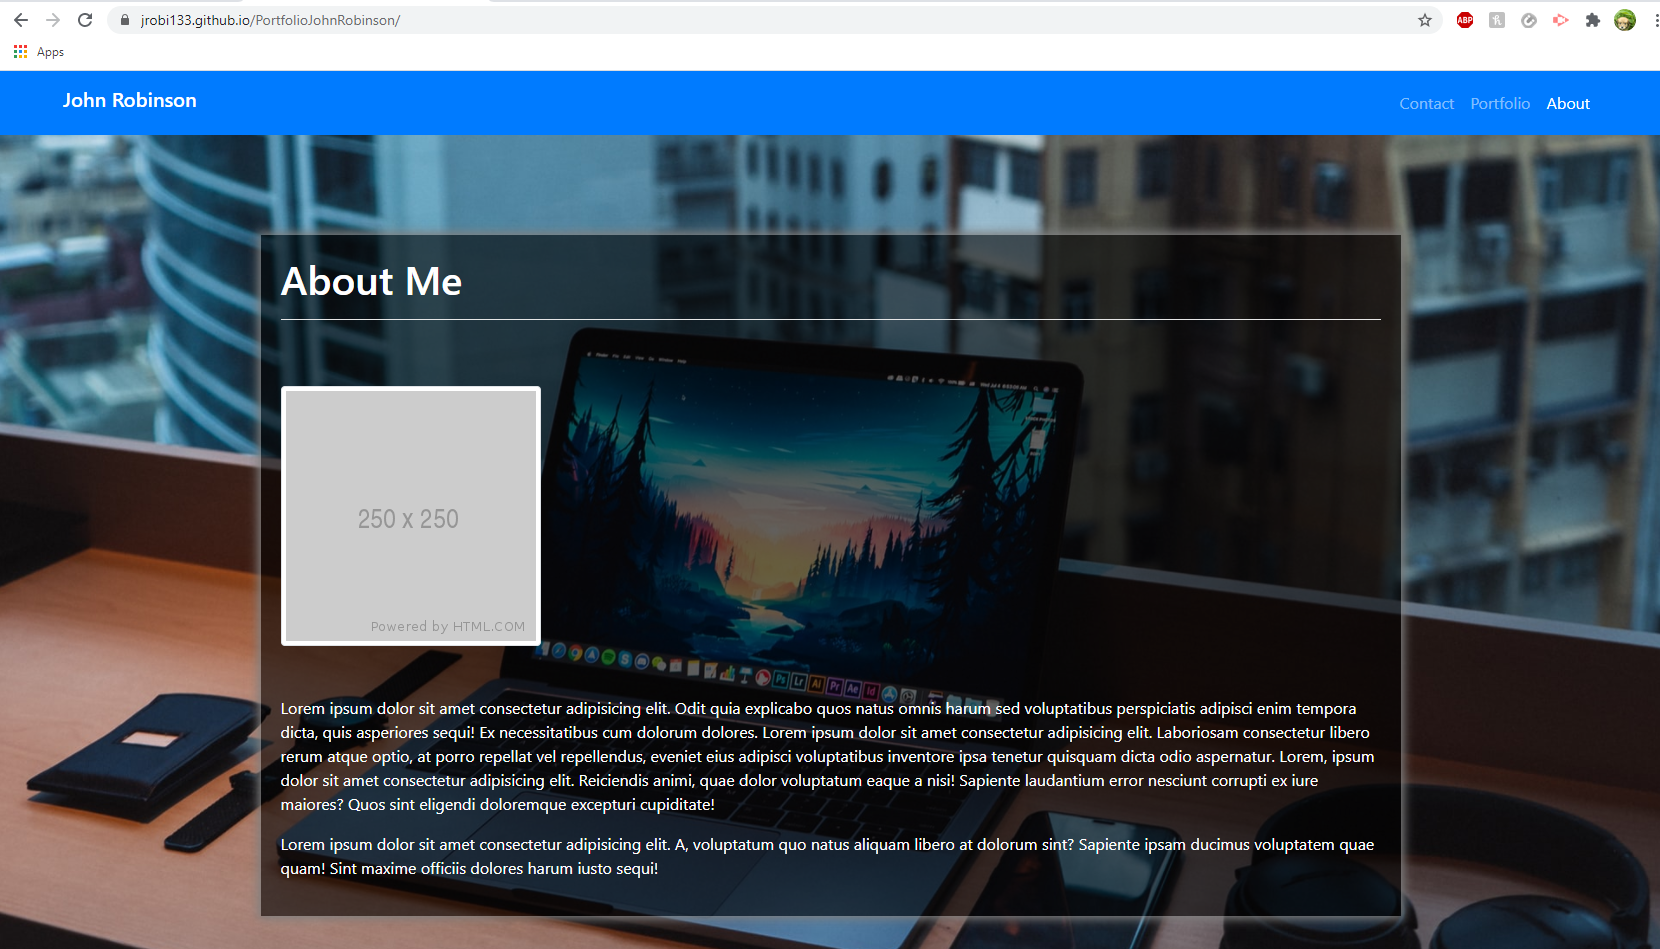 jrobi133.github.io/PortfolioJohnRobinson/
ABP
Apps
John Robinson
Contact Portfolio About
About Me
250 x 250
Powered by HTML.COM
Ps Lr Ai Pr Ae Id
Lorem ipsum dolor sit amet consectetur adipisicing elit. Odit quia explicabo quos natus omnis harum sed voluptatibus perspiciatis adipisci enim tempora
dicta, quis asperiores sequi! Ex necessitatibus cum dolorum dolores. Lorem ipsum dolor sit amet consectetur adipisicing elit. Laboriosam consectetur libero
rerum atque optio, at porro repellat vel repellendus, eveniet eius adipisci voluptatibus inventore ipsa tenetur quisquam dicta odio aspernatur. Lorem, ipsum
dolor sit amet consectetur adipisicing elit. Reiciendis animi, quae dolor voluptatum eaque a nisi! Sapiente laudantium error nesciunt corrupti ex iure
maiores? Quos sint eligendi doloremque excepturi cupiditate!
Lorem ipsum dolor sit amet consectetur adipisicing elit. A, voluptatum quo natus aliquam libero at dolorum sint? Sapiente ipsam ducimus voluptatem quae
quam! Sint maxime officiis dolores harum iusto sequi!